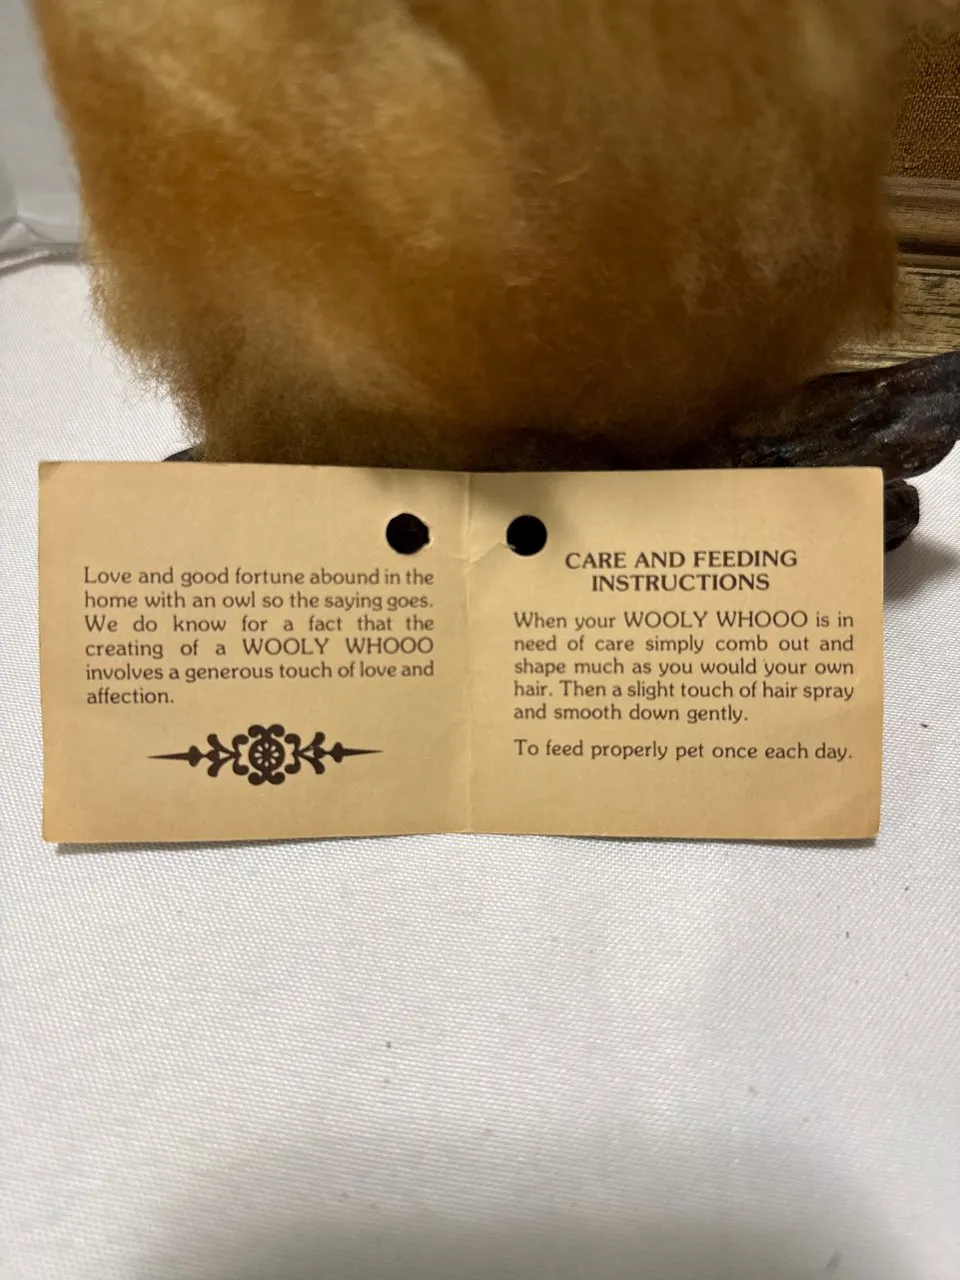 Love and good fortune abound in the
home with an owl so the saying goes.
We do know for a fact that the
creating of a WOOLY WHOOO
involves a generous touch of love and
affection.
CARE AND FEEDING
INSTRUCTIONS
When your WOOLY WHOOO is in
need of care simply comb out and
shape much as you would your own
hair. Then a slight touch of hair spray
and smooth down gently.
To feed properly pet once each day.